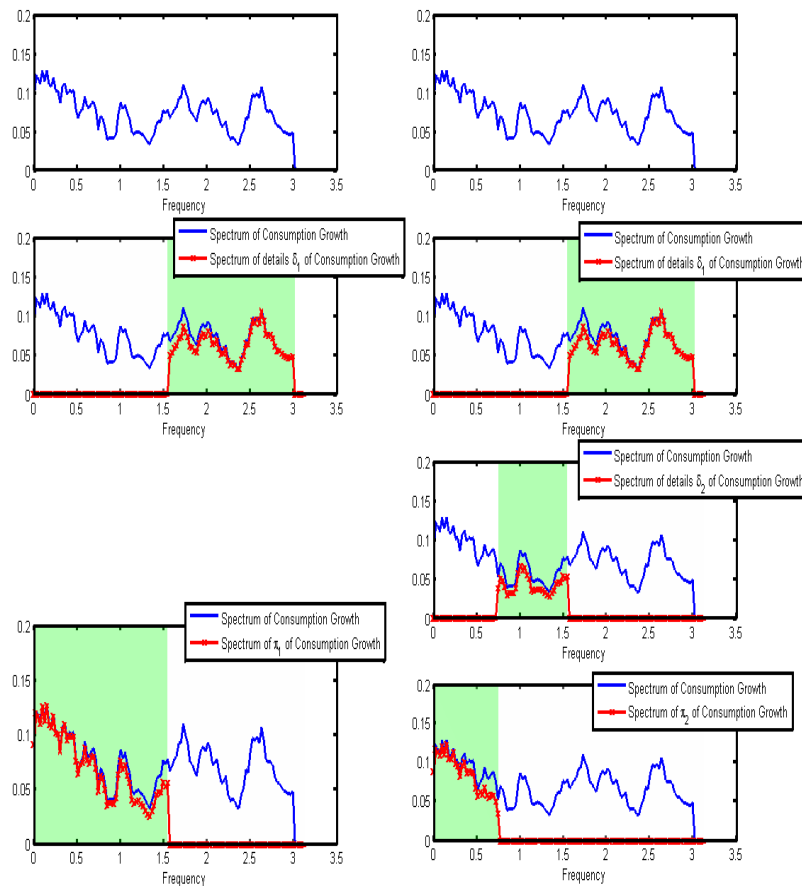 0.2
0.15
0.1
0.05
0
0 0.5 1 1.5 2 2.5 3 3.5
Frequency
0.2
0.15
0.1
0.05
0
0 0.5 1 1.5 2 2.5 3 3.5
Frequency
Spectrum of Consumption Growth
Spectrum of details δ1 of Consumption Growth
0.2
0.15
0.1
0.05
0
0 0.5 1 1.5 2 2.5 3 3.5
Frequency
Spectrum of Consumption Growth
Spectrum of details δ1 of Consumption Growth
0.2
0.15
0.1
0.05
0
0 0.5 1 1.5 2 2.5 3 3.5
Frequency
Spectrum of Consumption Growth
Spectrum of details δ2 of Consumption Growth
0.2
0.15
0.1
0.05
0
0 0.5 1 1.5 2 2.5 3 3.5
Frequency
Spectrum of Consumption Growth
Spectrum of π1 of Consumption Growth
0.2
0.15
0.1
0.05
0
0 0.5 1 1.5 2 2.5 3 3.5
Frequency
Spectrum of Consumption Growth
Spectrum of π2 of Consumption Growth
0.2
0.15
0.1
0.05
0
0 0.5 1 1.5 2 2.5 3 3.5
Frequency